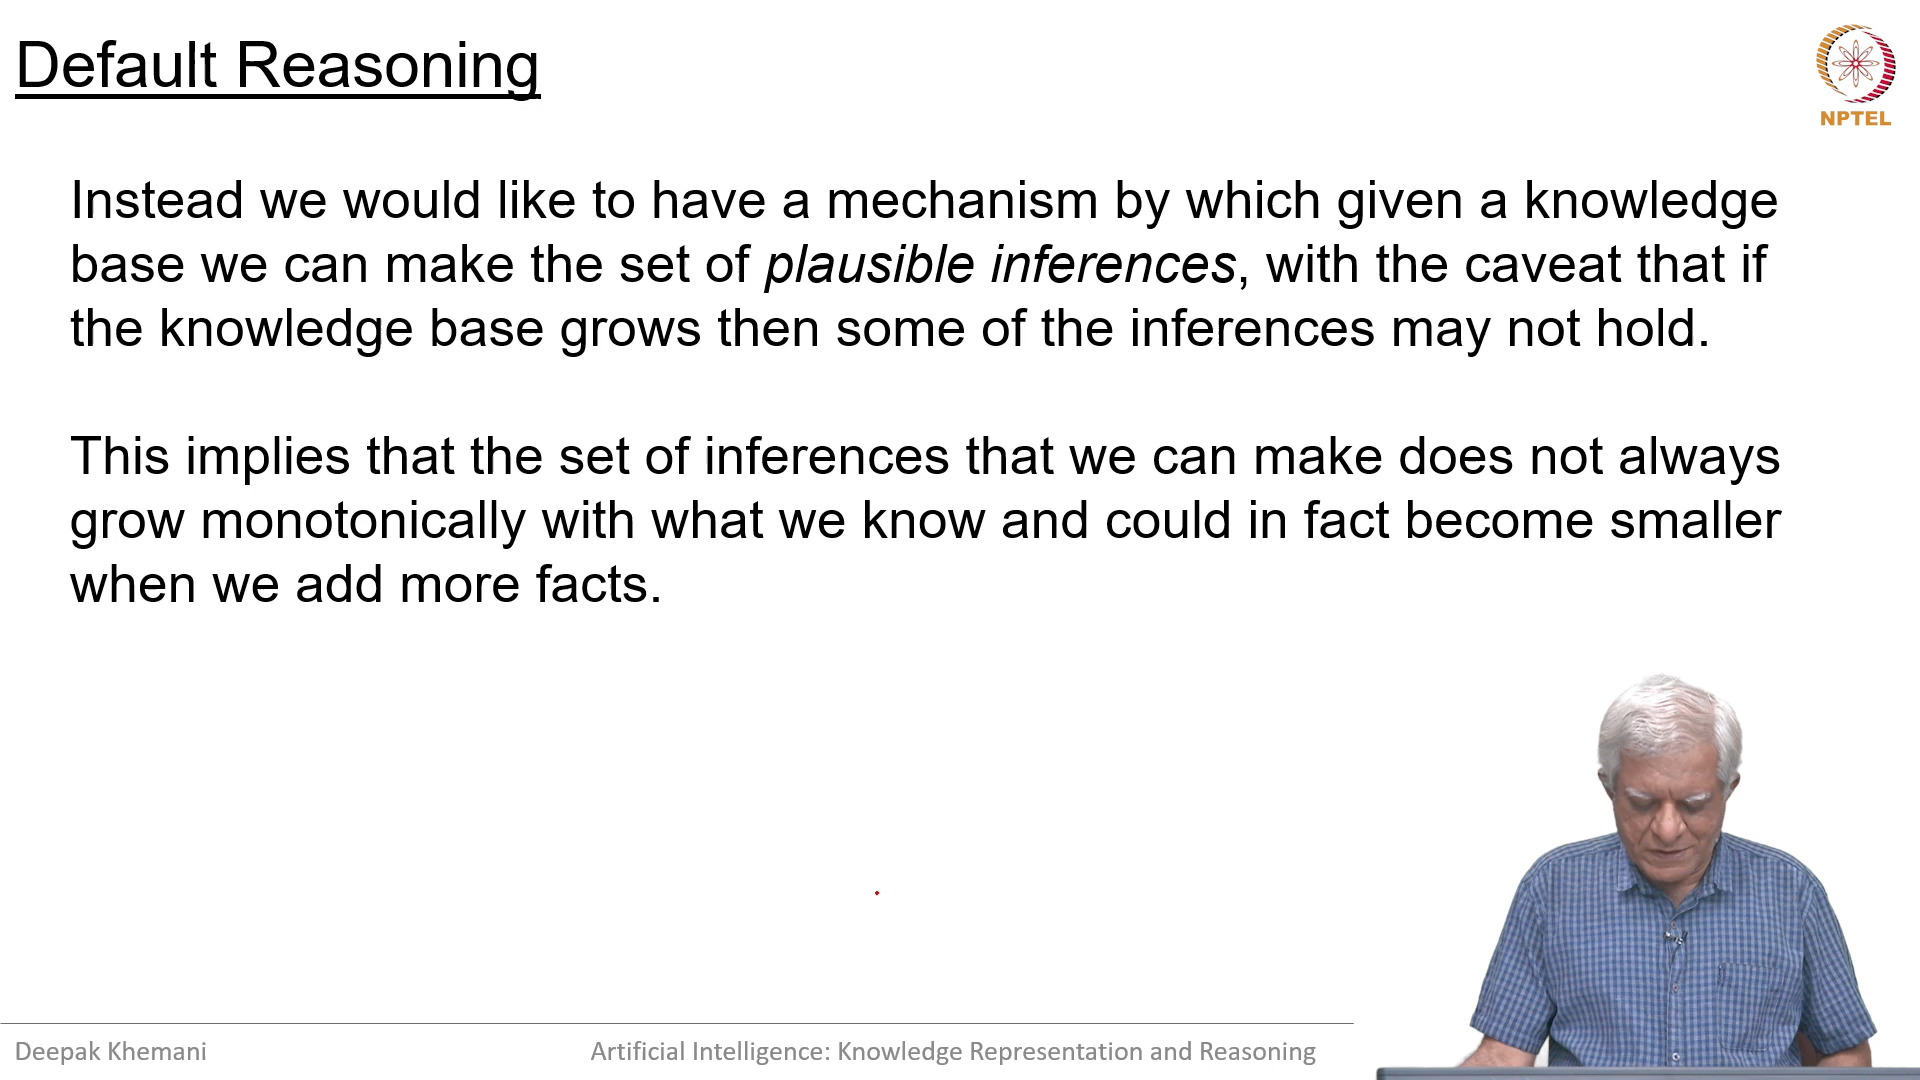 Default Reasoning
NPTEL
Instead we would like to have a mechanism by which given a knowledge
base we can make the set of plausible inferences, with the caveat that if
the knowledge base grows then some of the inferences may not hold.
This implies that the set of inferences that we can make does not always
grow monotonically with what we know and could in fact become smaller
when we add more facts.
Deepak Khemani
Artificial Intelligence: Knowledge Representation and Reasoning